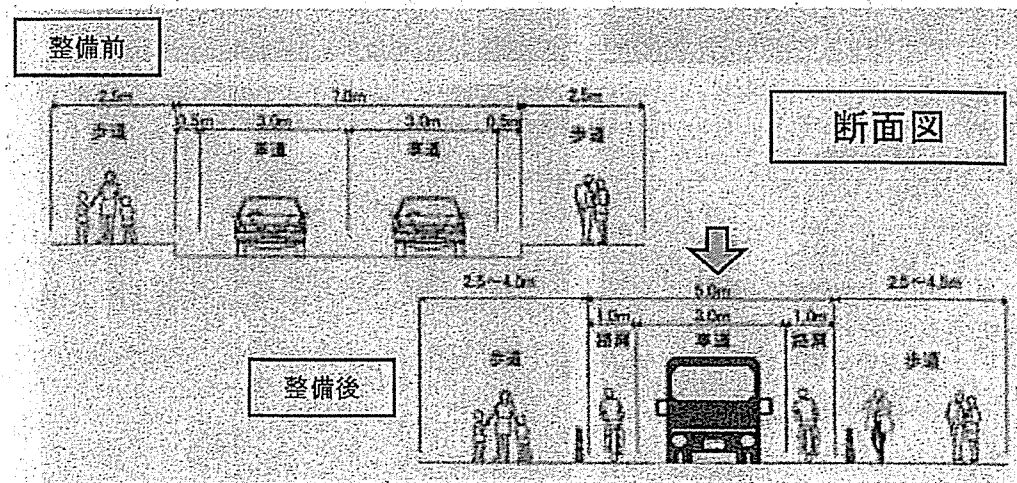 整備前
2.5m 7.0m 2.5m
0.5m 3.0m 3.0m 0.5m
歩道 車道 車道 歩道
断面図
2.5～4.5m 5.0m 2.5～4.5m
1.0m 3.0m 1.0m
路肩 車道 路肩
歩道 歩道
整備後